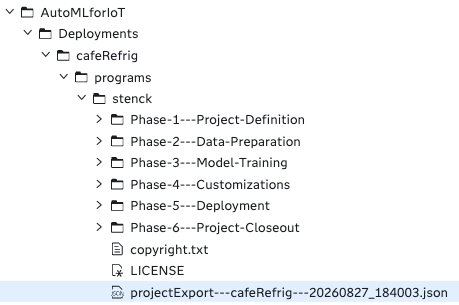 AutoMLforIoT
Deployments
cafeRefrig
programs
stenck
Phase-1---Project-Definition
Phase-2---Data-Preparation
Phase-3---Model-Training
Phase-4---Customizations
Phase-5---Deployment
Phase-6---Project-Closeout
copyright.txt
LICENSE
projectExport---cafeRefrig---20260827_184003.json